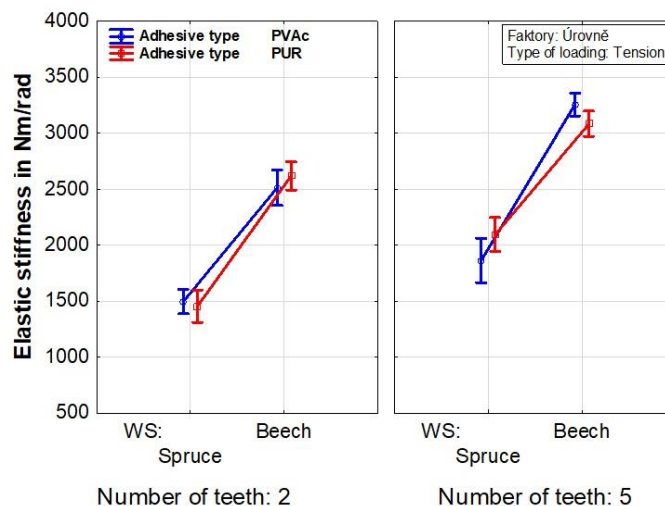 Elastic stiffness in Nm/rad
4000
3500
3000
2500
2000
1500
1000
500
Adhesive type PVAc
Adhesive type PUR
Faktory: Úrovně
Type of loading: Tension
WS: Beech
Spruce
Number of teeth: 2
WS: Beech
Spruce
Number of teeth: 5